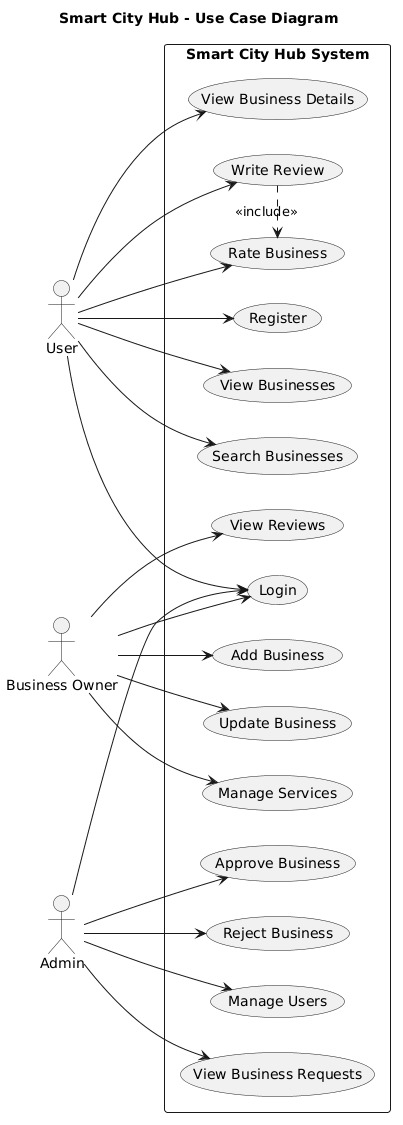 Smart City Hub - Use Case Diagram
Smart City Hub System
View Business Details
Write Review
«include»
Rate Business
Register
User
View Businesses
Search Businesses
View Reviews
Login
Add Business
Business Owner
Update Business
Manage Services
Approve Business
Reject Business
Admin
Manage Users
View Business Requests